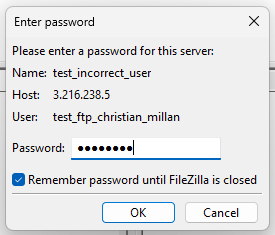 Enter password
Please enter a password for this server:
Name: test_incorrect_user
Host: 3.216.238.5
User: test_ftp_christian_millan
Password: ●●●●●●●●
Remember password until FileZilla is closed
OK Cancel